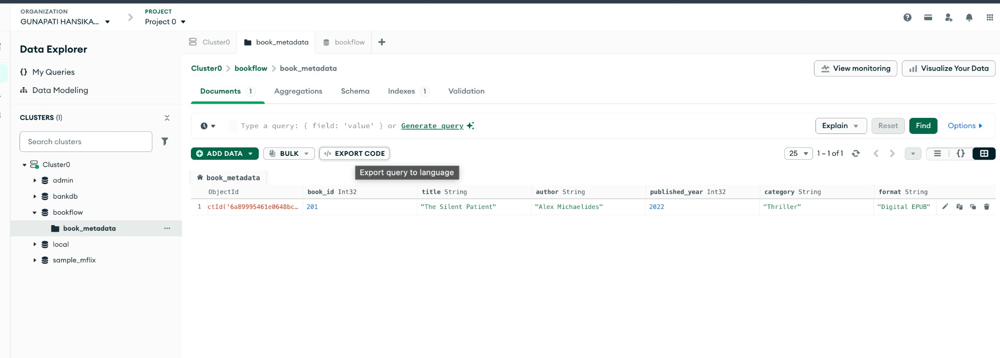 ORGANIZATION
GUNAPATI HANSIKA...
PROJECT
Project 0
Data Explorer
My Queries
Data Modeling
CLUSTERS (1)
Search clusters
Cluster0
admin
bankdb
bookflow
book_metadata
local
sample_mflix
Cluster0
book_metadata
bookflow
Cluster0 > bookflow > book_metadata
View monitoring
Visualize Your Data
Documents 1
Aggregations
Schema
Indexes 1
Validation
Type a query: { field: 'value' } or Generate query
Explain
Reset
Find
Options
ADD DATA
BULK
EXPORT CODE
25
1 – 1 of 1
Export query to language
book_metadata
ObjectId book_id Int32 title String author String published_year Int32 category String format String
1 ctId('6a89995461e0648bc… 201 "The Silent Patient" "Alex Michaelides" 2022 "Thriller" "Digital EPUB"